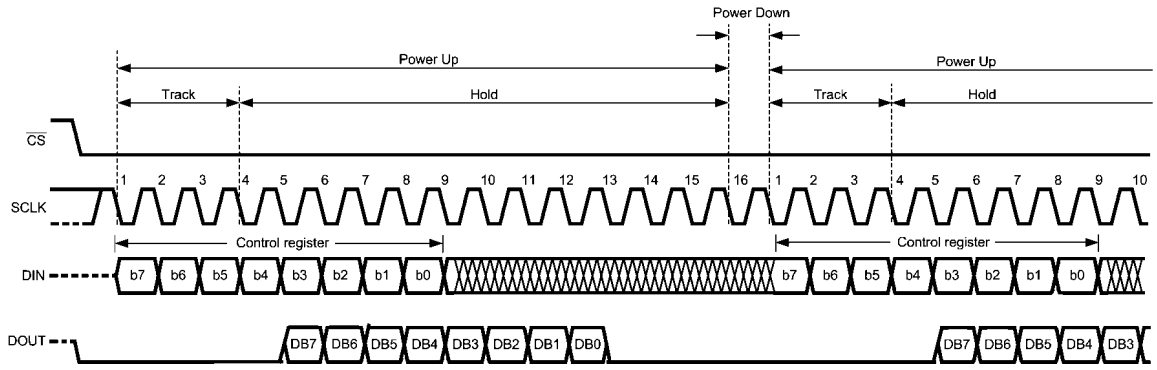 Power Down
Power Up Power Up
Track Hold Track Hold
CS
1 2 3 4 5 6 7 8 9 10 11 12 13 14 15 16 1 2 3 4 5 6 7 8 9 10
SCLK
Control register Control register
DIN b7 b6 b5 b4 b3 b2 b1 b0 b7 b6 b5 b4 b3 b2 b1 b0
DOUT DB7 DB6 DB5 DB4 DB3 DB2 DB1 DB0 DB7 DB6 DB5 DB4 DB3